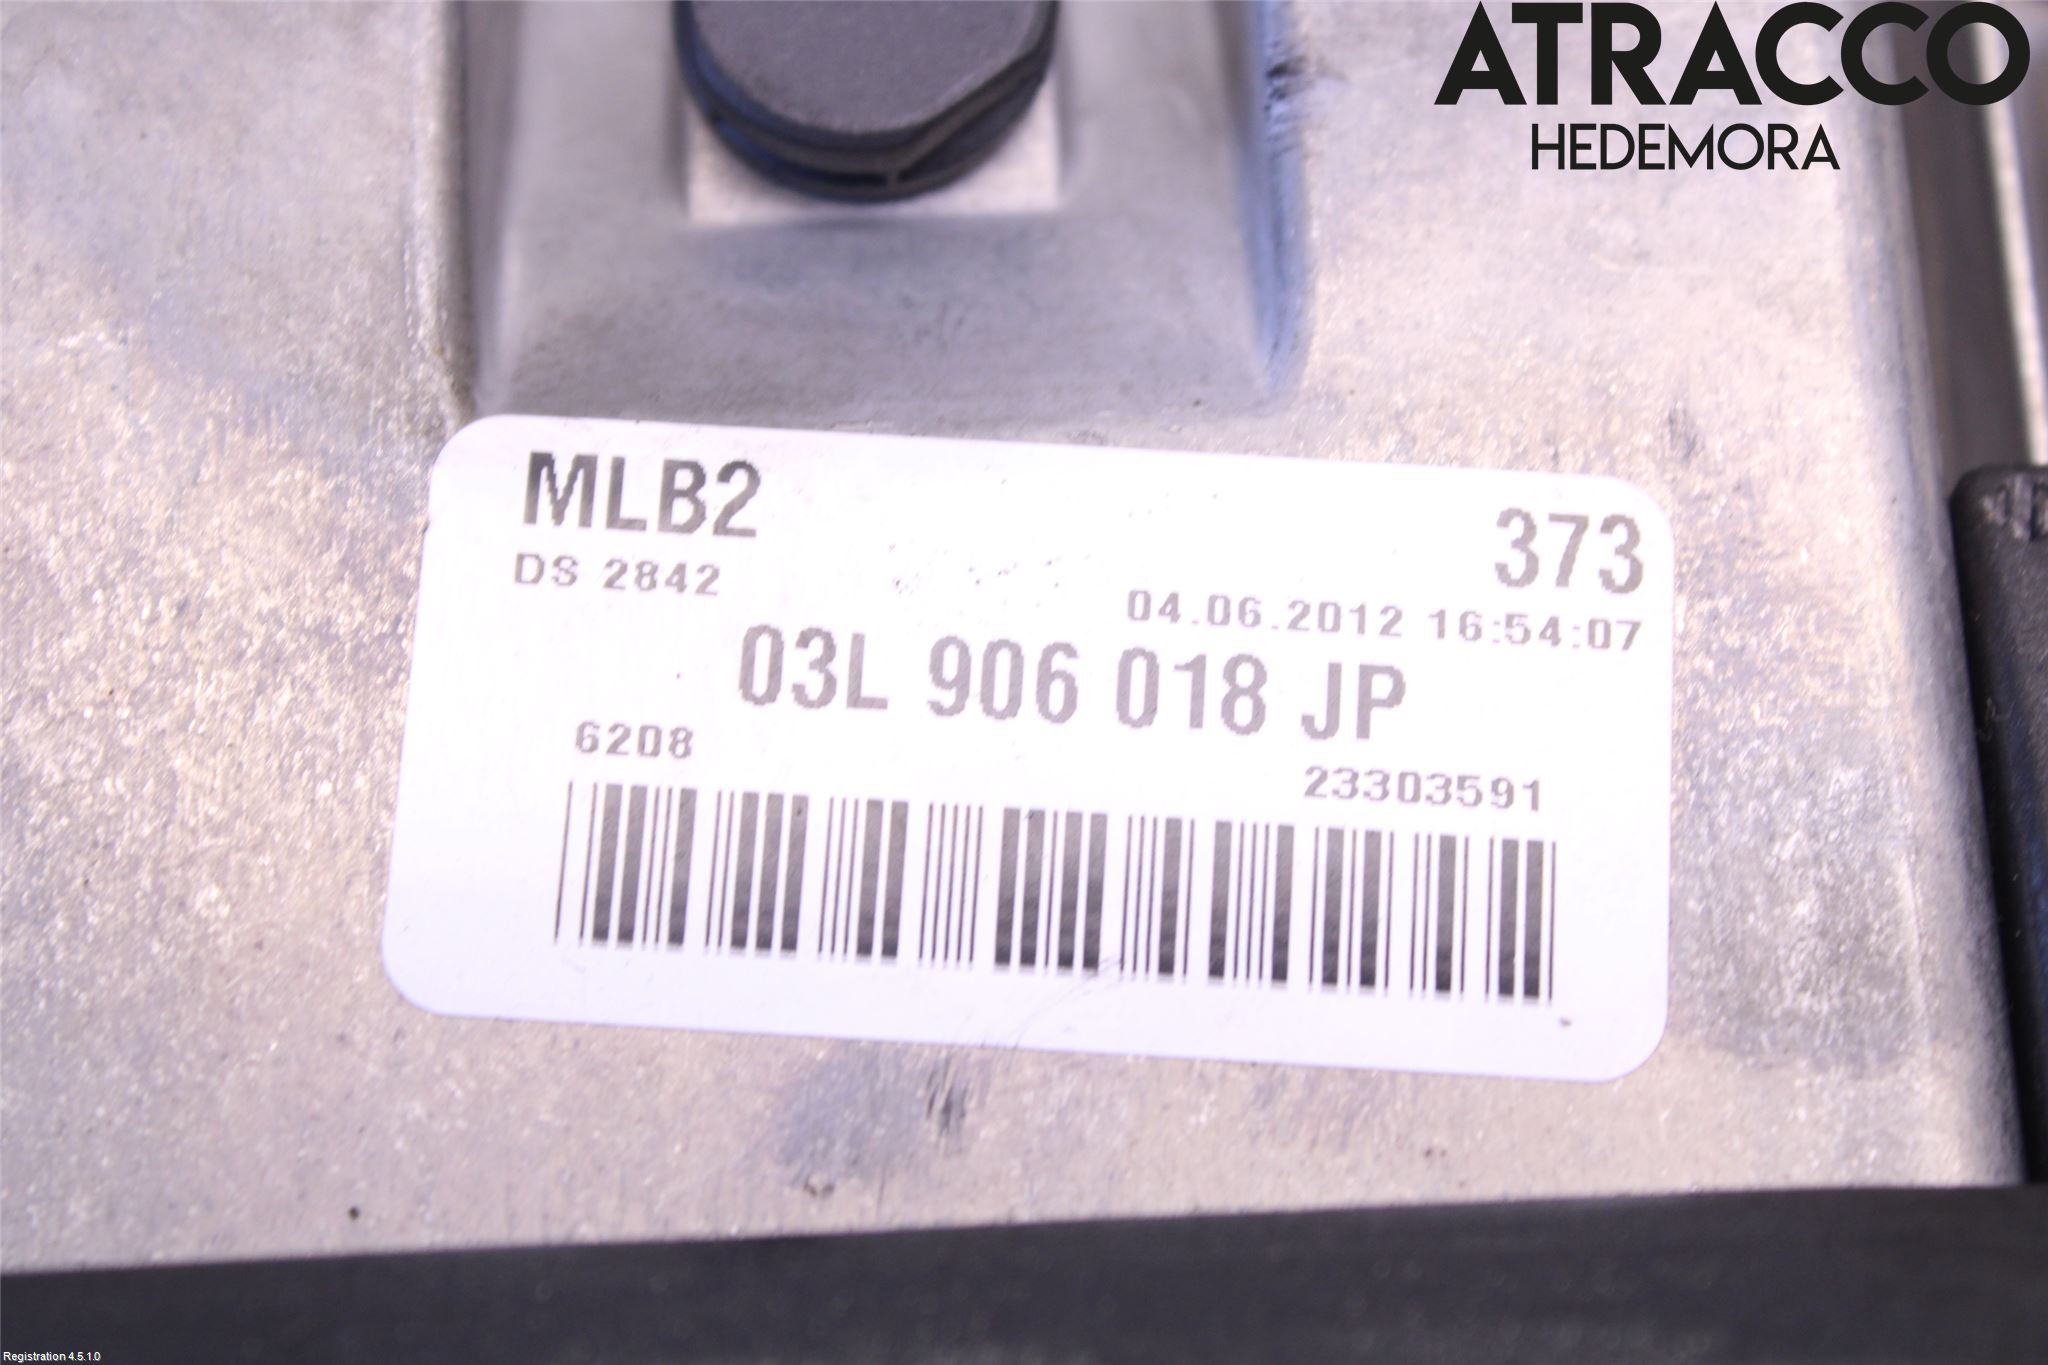 ATRACCO
HEDEMORA
MLB2
373
DS 2842
04.06.2012 16:54:07
03L 906 018 JP
6208
23303591
Registration 4.5.1.0